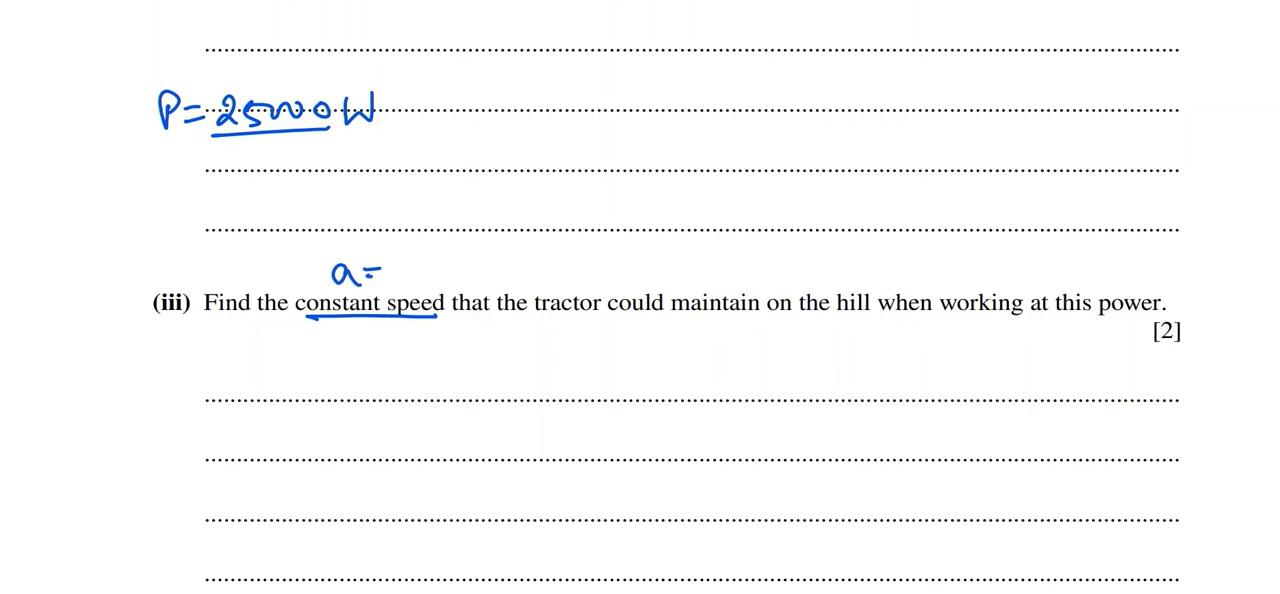 P = 25000 W
a =
(iii) Find the constant speed that the tractor could maintain on the hill when working at this power.
[2]